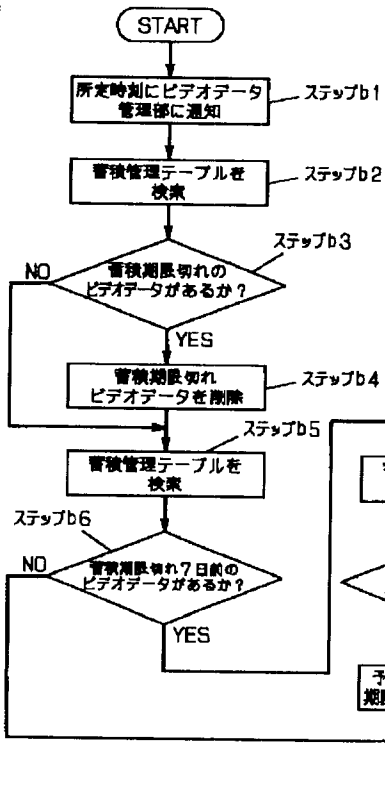 START
所定時刻にビデオデータ
管理部に通知
ステップb1
蓄積管理テーブルを
検索
ステップb2
ステップb3
蓄積期限切れの
ビデオデータがあるか?
NO
YES
蓄積期限切れ
ビデオデータを削除
ステップb4
ステップb5
蓄積管理テーブルを
検索
ステップb6
蓄積期限切れ7日前の
ビデオデータがあるか?
NO
YES
予
期限